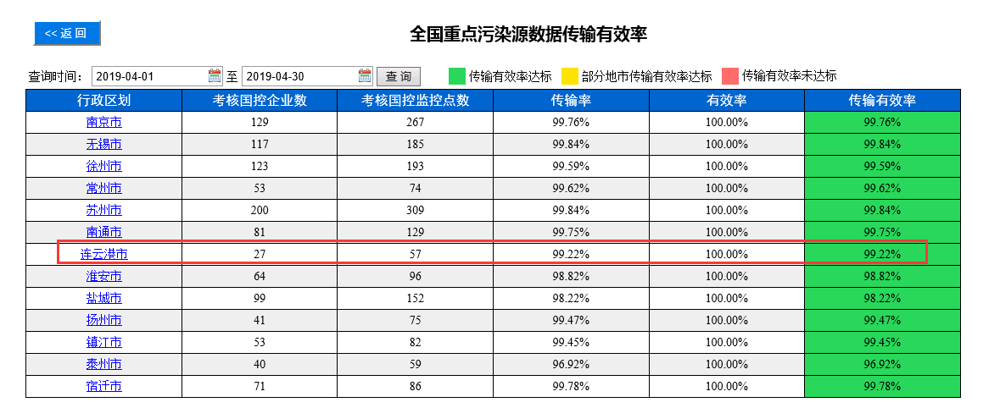 << 返 回
全国重点污染源数据传输有效率
查询时间： 2019-04-01 至 2019-04-30 查 询 传输有效率达标 部分地市传输有效率达标 传输有效率未达标
行政区划 考核国控企业数 考核国控监控点数 传输率 有效率 传输有效率
南京市 129 267 99.76% 100.00% 99.76%
无锡市 117 185 99.84% 100.00% 99.84%
徐州市 123 193 99.59% 100.00% 99.59%
常州市 53 74 99.62% 100.00% 99.62%
苏州市 200 309 99.84% 100.00% 99.84%
南通市 81 129 99.75% 100.00% 99.75%
连云港市 27 57 99.22% 100.00% 99.22%
淮安市 64 96 98.82% 100.00% 98.82%
盐城市 99 152 98.22% 100.00% 98.22%
扬州市 41 75 99.47% 100.00% 99.47%
镇江市 53 82 99.45% 100.00% 99.45%
泰州市 40 59 96.92% 100.00% 96.92%
宿迁市 71 86 99.78% 100.00% 99.78%